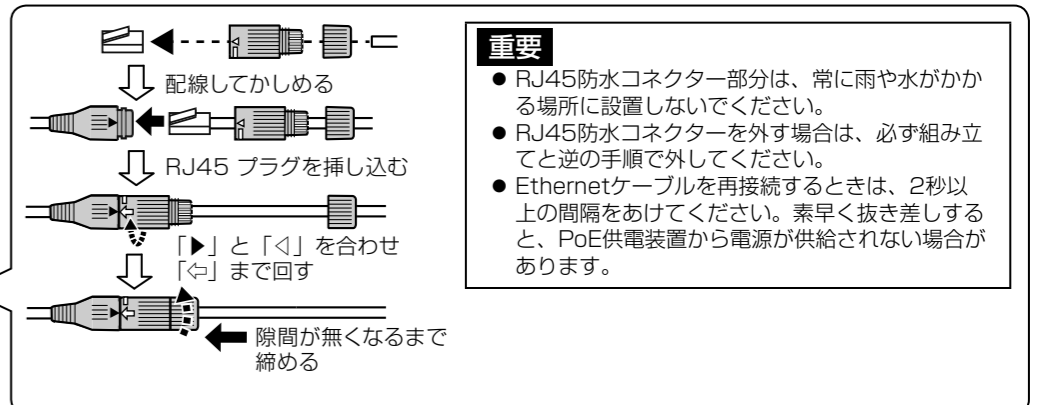 配線してかしめる
RJ45 プラグを挿し込む
「▶」と「◁」を合わせ
「⇦」まで回す
隙間が無くなるまで
締める
重要
● RJ45防水コネクター部分は、常に雨や水がかか
る場所に設置しないでください。
● RJ45防水コネクターを外す場合は、必ず組み立
てと逆の手順で外してください。
● Ethernetケーブルを再接続するときは、2秒以
上の間隔をあけてください。素早く抜き差しする
と、PoE供電装置から電源が供給されない場合が
あります。